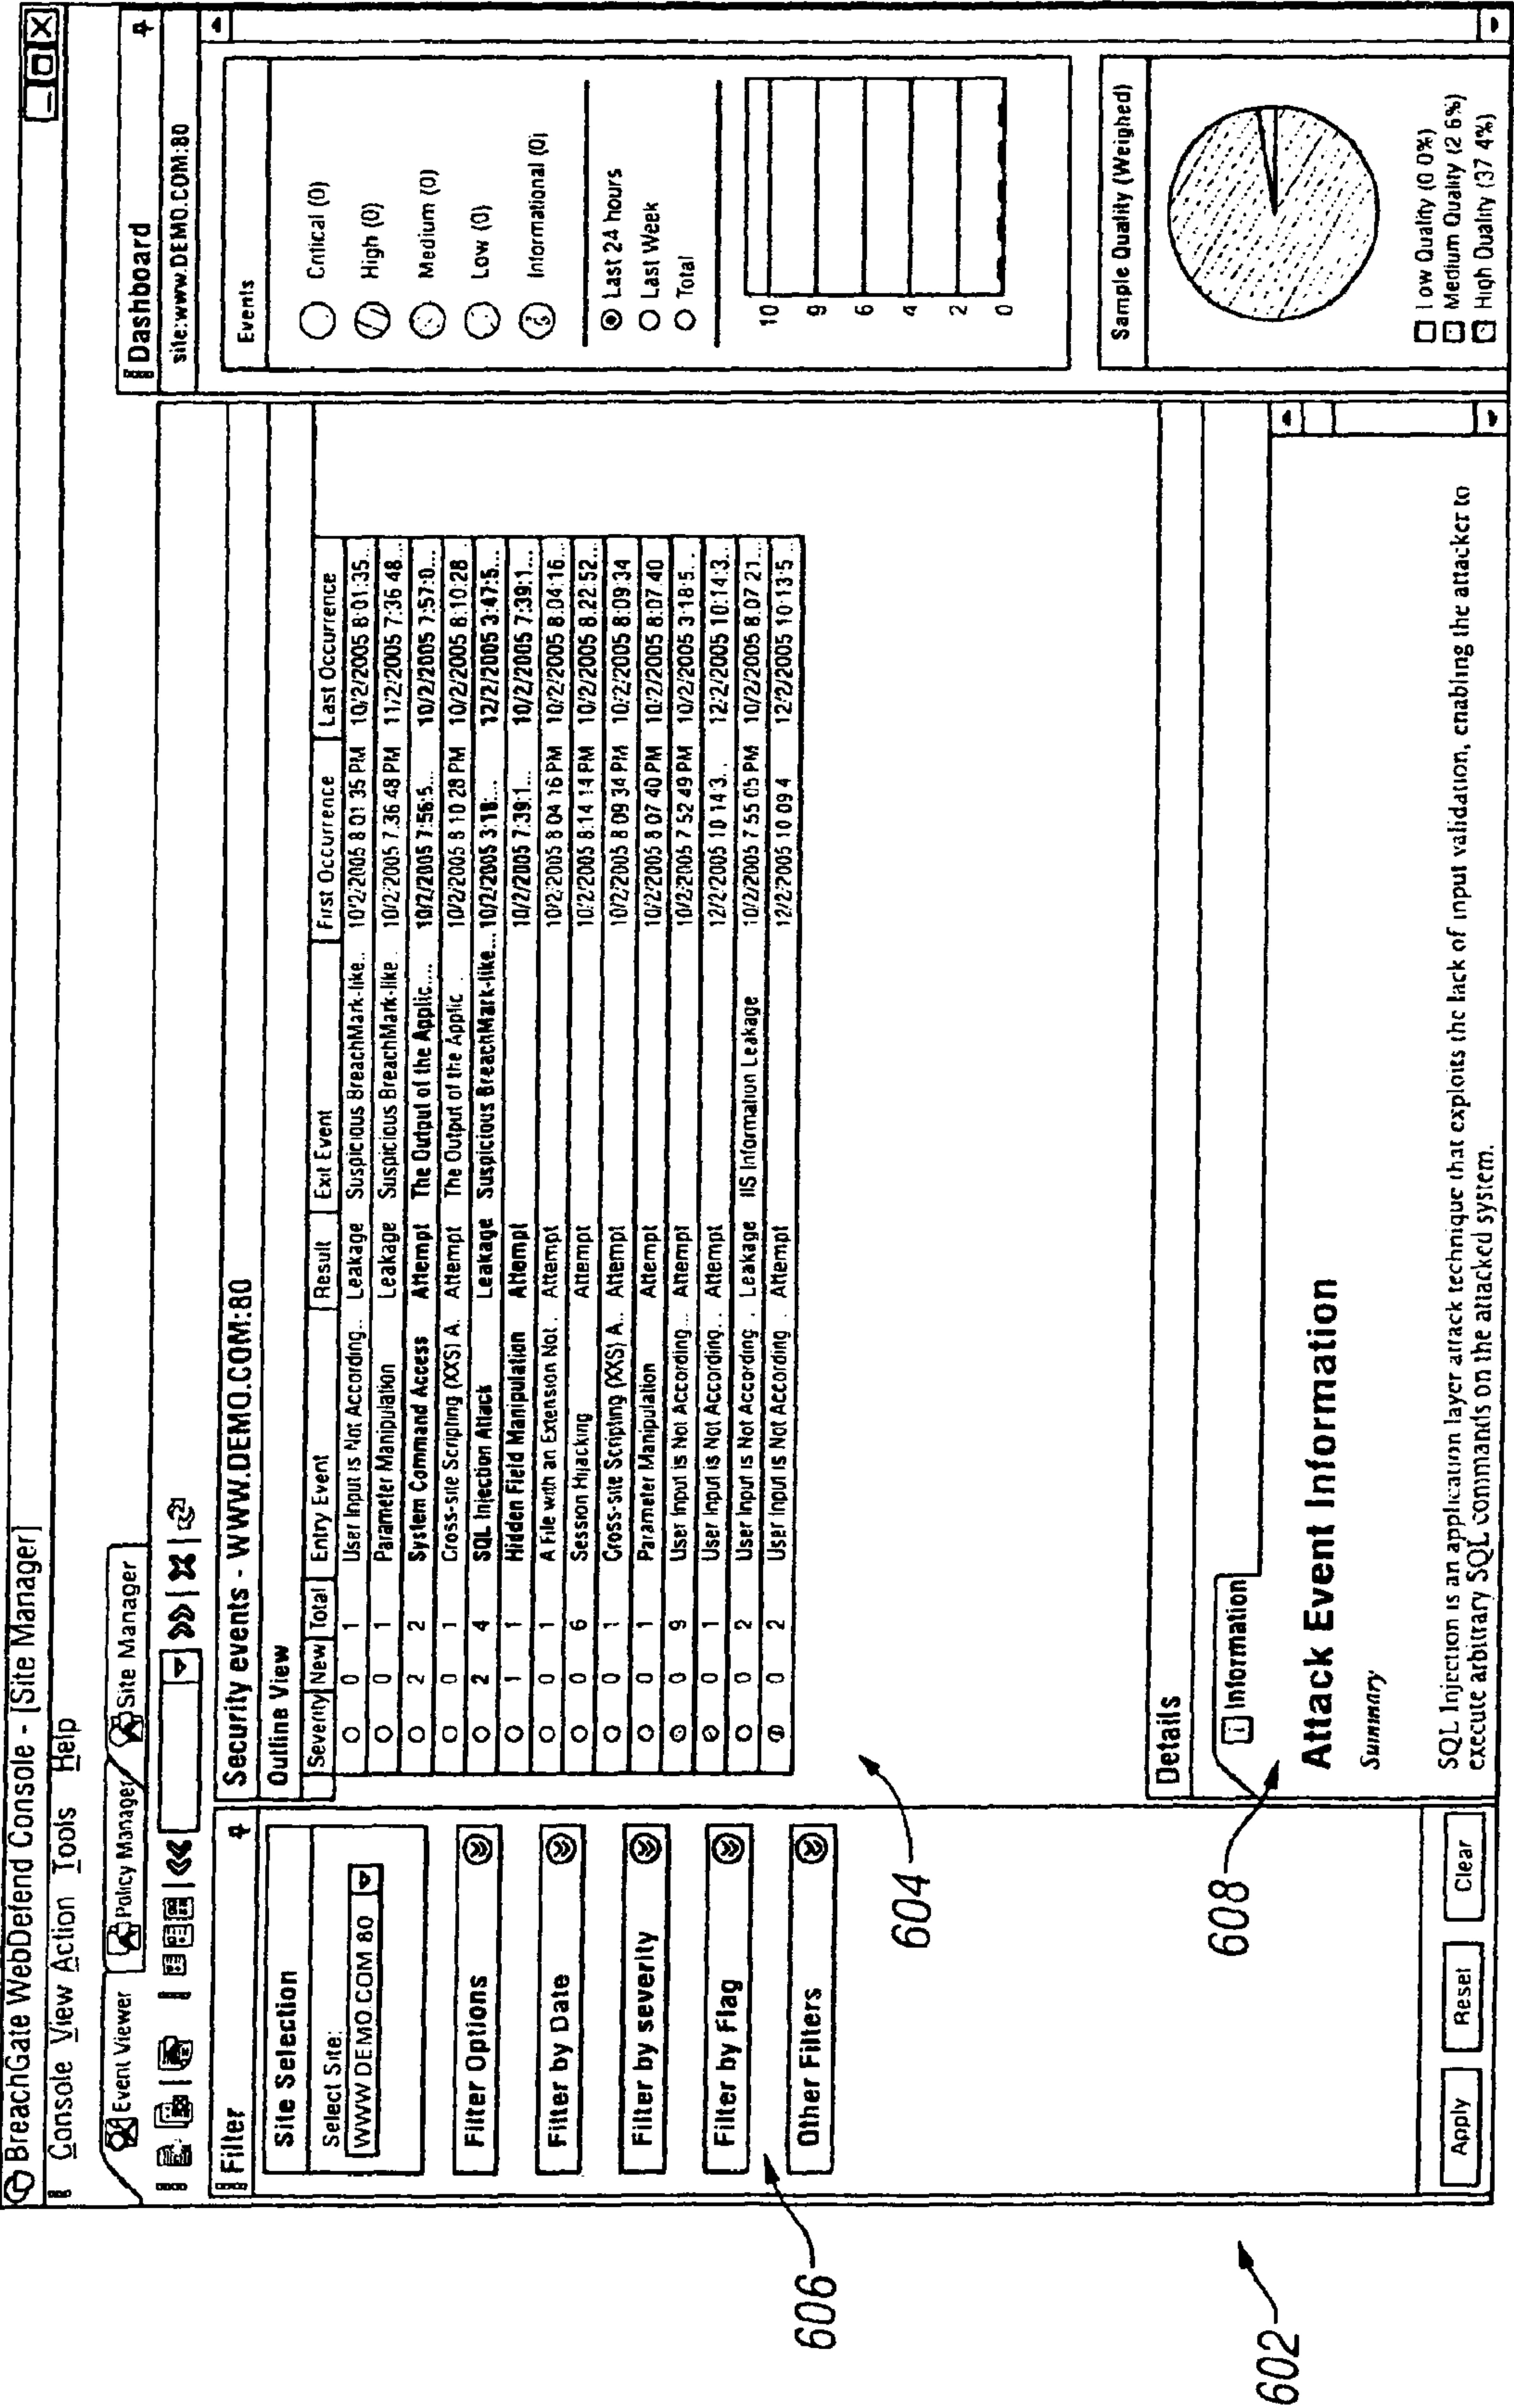 BreachGate WebDefend Console - [Site Manager]
Console View Action Tools Help
Event Viewer Policy Manager Site Manager
Filter
Site Selection
Select Site:
WWW DEMO.COM 80
Filter Options
Filter by Date
Filter by severity
Filter by Flag
Other Filters
Apply Reset Clear
Security events - WWW.DEMO.COM:80
Outline View
Severity New Total Entry Event Result Exit Event First Occurrence Last Occurrence
0 1 User Input is Not According.. Leakage Suspicious BreachMark-like.. 10/2/2005 8 01 35 PM 10/2/2005 8:01:35...
0 1 Parameter Manipulation Leakage Suspicious BreachMark-like . 10/2/2005 7.36 48 PM 11/2/2005 7:36 48...
2 2 System Command Access Attempt The Output of the Applic.... 10/2/2005 7:56:5... 10/2/2005 7:57:0...
0 1 Cross-site Scripting (XXS) A.. Attempt The Output of the Applic . 10/2/2005 8 10 28 PM 10/2/2005 8:10:28
2 4 SQL Injection Attack Leakage Suspicious BreachMark-like... 10/2/2005 3:18:... 12/2/2005 3:47:5...
1 1 Hidden Field Manipulation Attempt 10/2/2005 7:39:1... 10/2/2005 7:39:1...
0 1 A File with an Extension Not . Attempt 10/2/2005 8 04 16 PM 10/2/2005 8:04:16...
0 6 Session Hijacking Attempt 10/2/2005 8:14 14 PM 10/2/2005 8.22:52...
0 1 Cross-site Scripting (XXS) A.. Attempt 10/2/2005 8 09 34 PM 10/2/2005 8:09:34
0 1 Parameter Manipulation Attempt 10/2/2005 8 07 40 PM 10/2/2005 8:07.40
0 9 User Input is Not According... Attempt 10/2/2005 7 52 49 PM 10/2/2005 3·18·5. .
0 1 User Input is Not According. . Attempt 12/2/2005 10 14 3. . 12/2/2005 10:14:3..
0 2 User Input is Not According . Leakage IIS Information Leakage 10/2/2005 7 55 05 PM 10/2/2005 8.07 21...
0 2 User Input is Not According . Attempt 12/2/2005 10 09 4 12/2/2005 10·13·5 ..
Details
Information
Attack Event Information
Summary
SQL Injection is an application layer attack technique that exploits the lack of input validation, enabling the attacker to
execute arbitrary SQL commands on the attacked system.
Dashboard
site:www.DEMO.COM:80
Events
Critical (0)
High (0)
Medium (0)
Low (0)
Informational (0)
Last 24 hours
Last Week
Total
10
9
6
4
2
0
Sample Quality (Weighed)
Low Quality (0 0%)
Medium Quality (2 6%)
High Quality (37 4%)
602
604
606
608